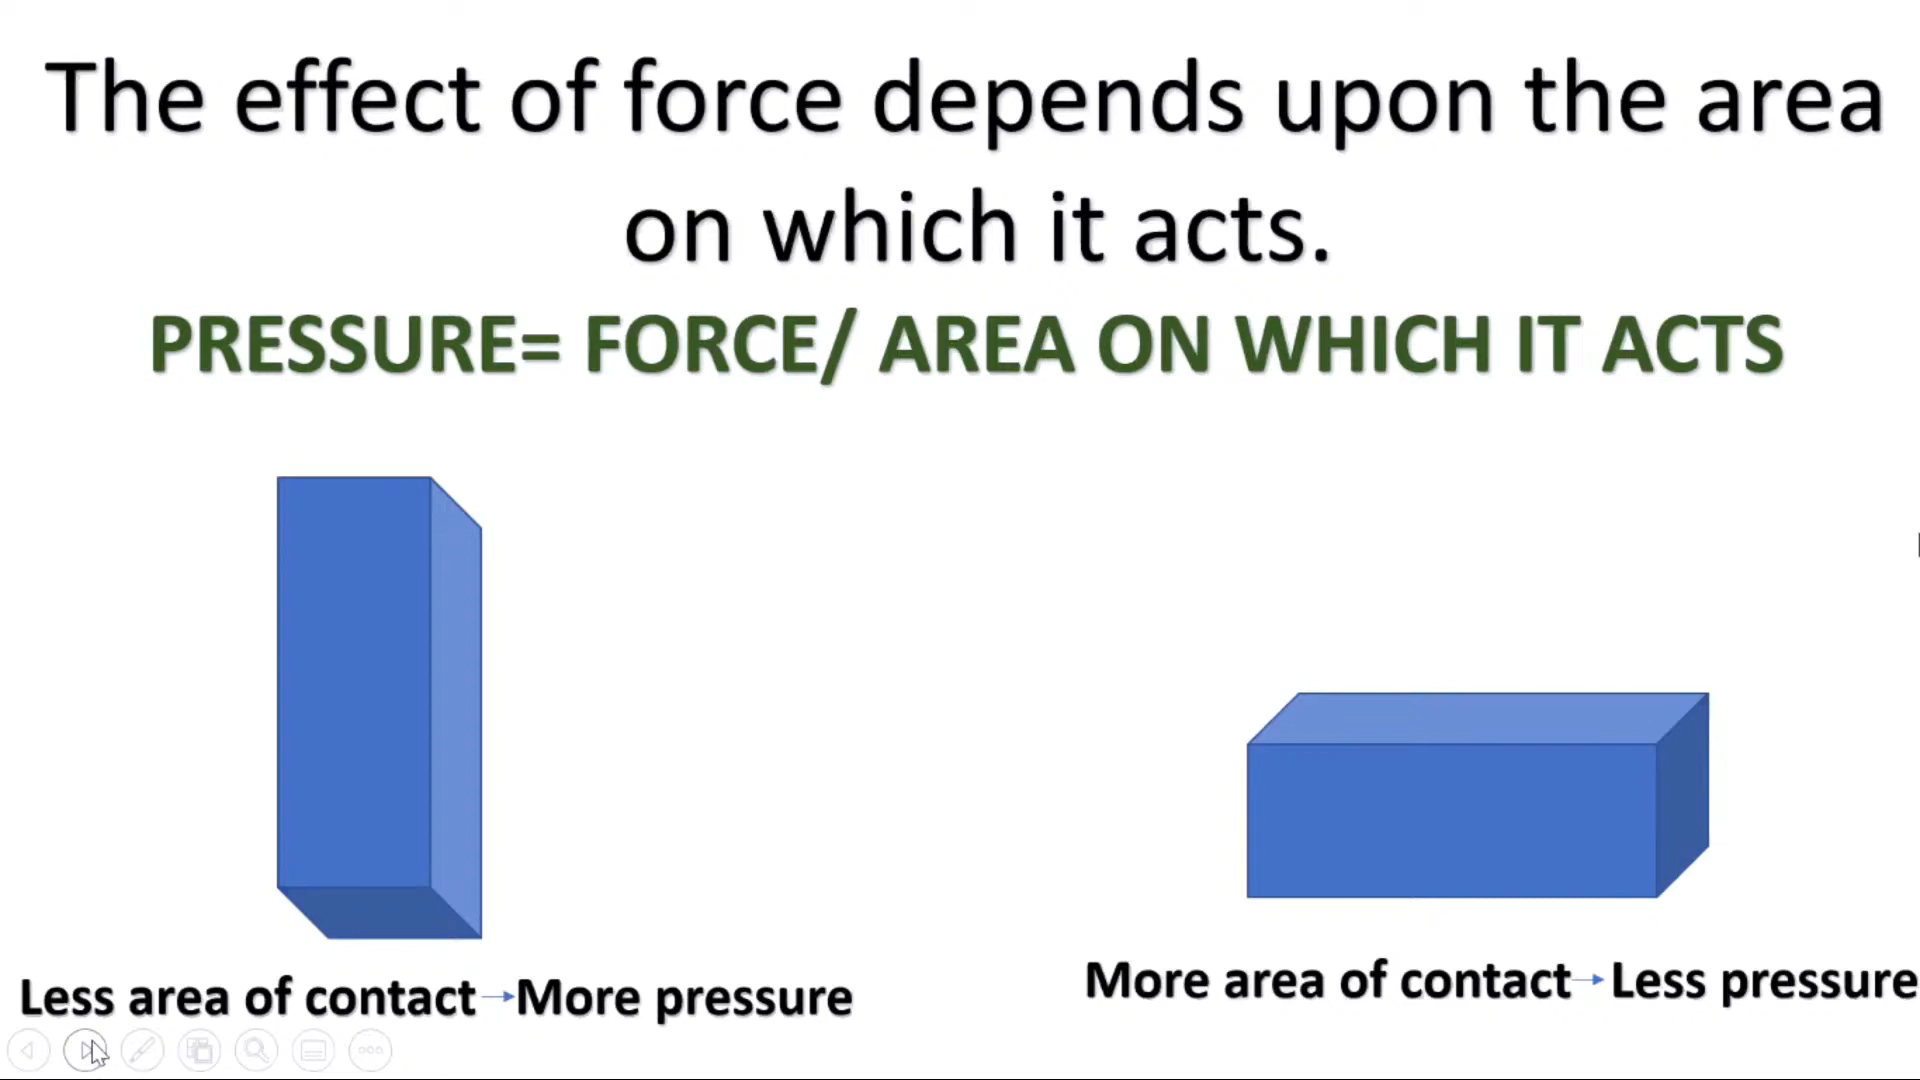 The effect of force depends upon the area
on which it acts.
PRESSURE= FORCE/ AREA ON WHICH IT ACTS
Less area of contact→More pressure
More area of contact→Less pressure